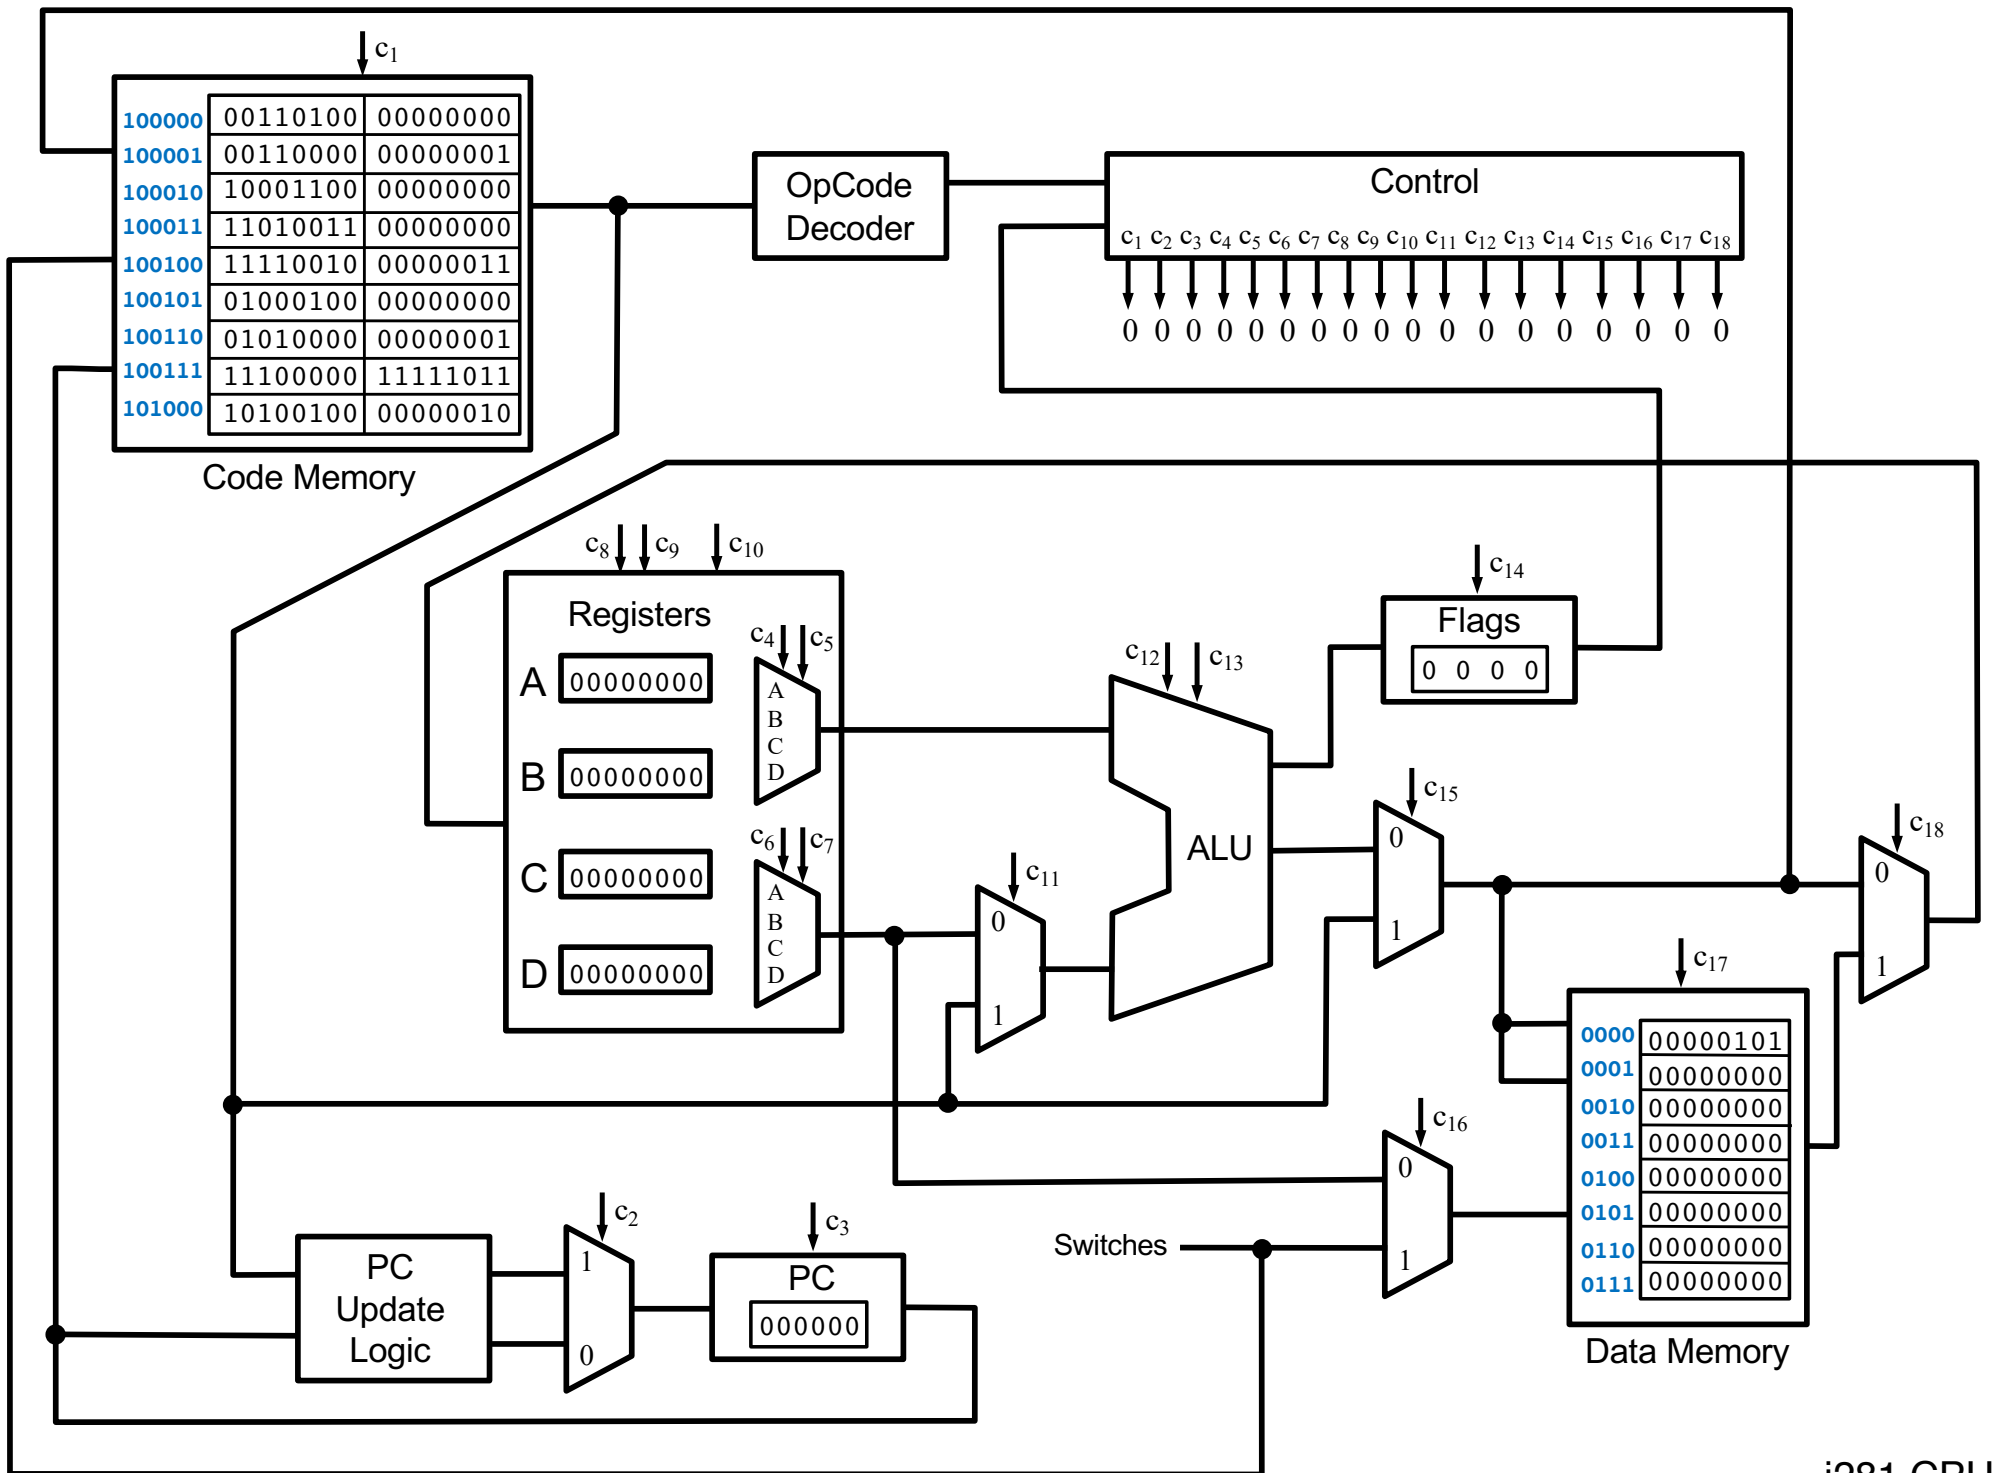 c1
100000 00110100 00000000
100001 00110000 00000001
100010 10001100 00000000
100011 11010011 00000000
100100 11110010 00000011
100101 01000100 00000000
100110 01010000 00000001
100111 11100000 11111011
101000 10100100 00000010
Code Memory
OpCode
Decoder
Control
c1 c2 c3 c4 c5 c6 c7 c8 c9 c10 c11 c12 c13 c14 c15 c16 c17 c18
0 0 0 0 0 0 0 0 0 0 0 0 0 0 0 0 0 0
c8 c9 c10
Registers
A 00000000
B 00000000
C 00000000
D 00000000
c4 c5
A
B
C
D
c6 c7
A
B
C
D
c11
0
1
c12 c13
ALU
c14
Flags
0 0 0 0
c15
0
1
c18
0
1
c17
0000 00000101
0001 00000000
0010 00000000
0011 00000000
0100 00000000
0101 00000000
0110 00000000
0111 00000000
Data Memory
c16
0
1
Switches
PC
Update
Logic
c2
1
0
c3
PC
000000